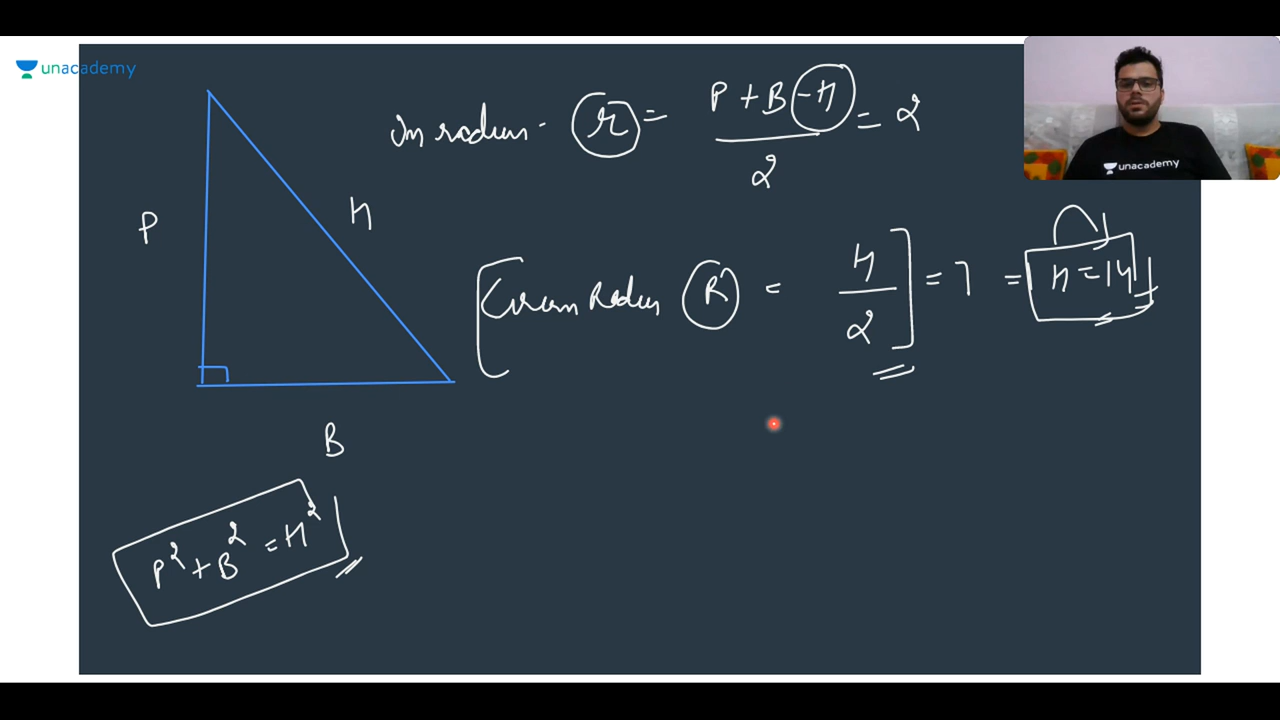 unacademy
In radius - r = P + B - H / 2 = 2
unacademy
P
H
[Circum Radius R = H / 2] = 7 = H = 14
B
P² + B² = H²